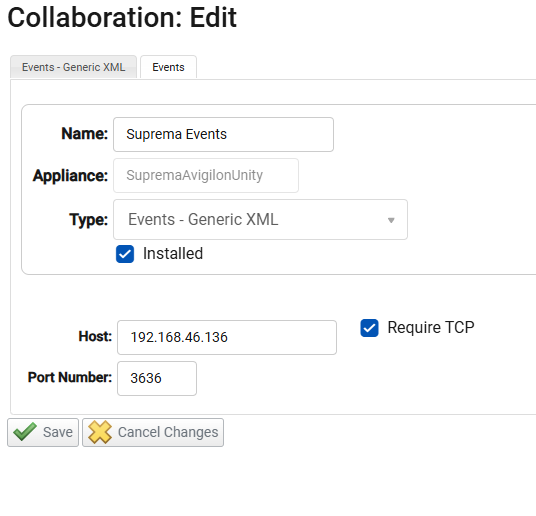 Collaboration: Edit
Events - Generic XML
Events
Name: Suprema Events
Appliance: SupremaAvigilonUnity
Type: Events - Generic XML
Installed
Host: 192.168.46.136
Require TCP
Port Number: 3636
Save
Cancel Changes